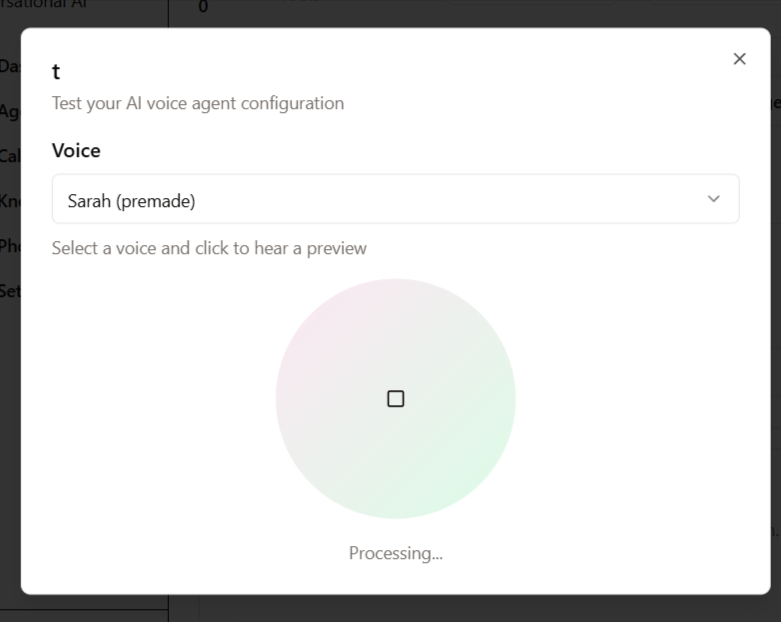 rsational AI
0
Da
Ag
Cal
Kn
Pho
Set
t
Test your AI voice agent configuration
Voice
Sarah (premade)
Select a voice and click to hear a preview
Processing...